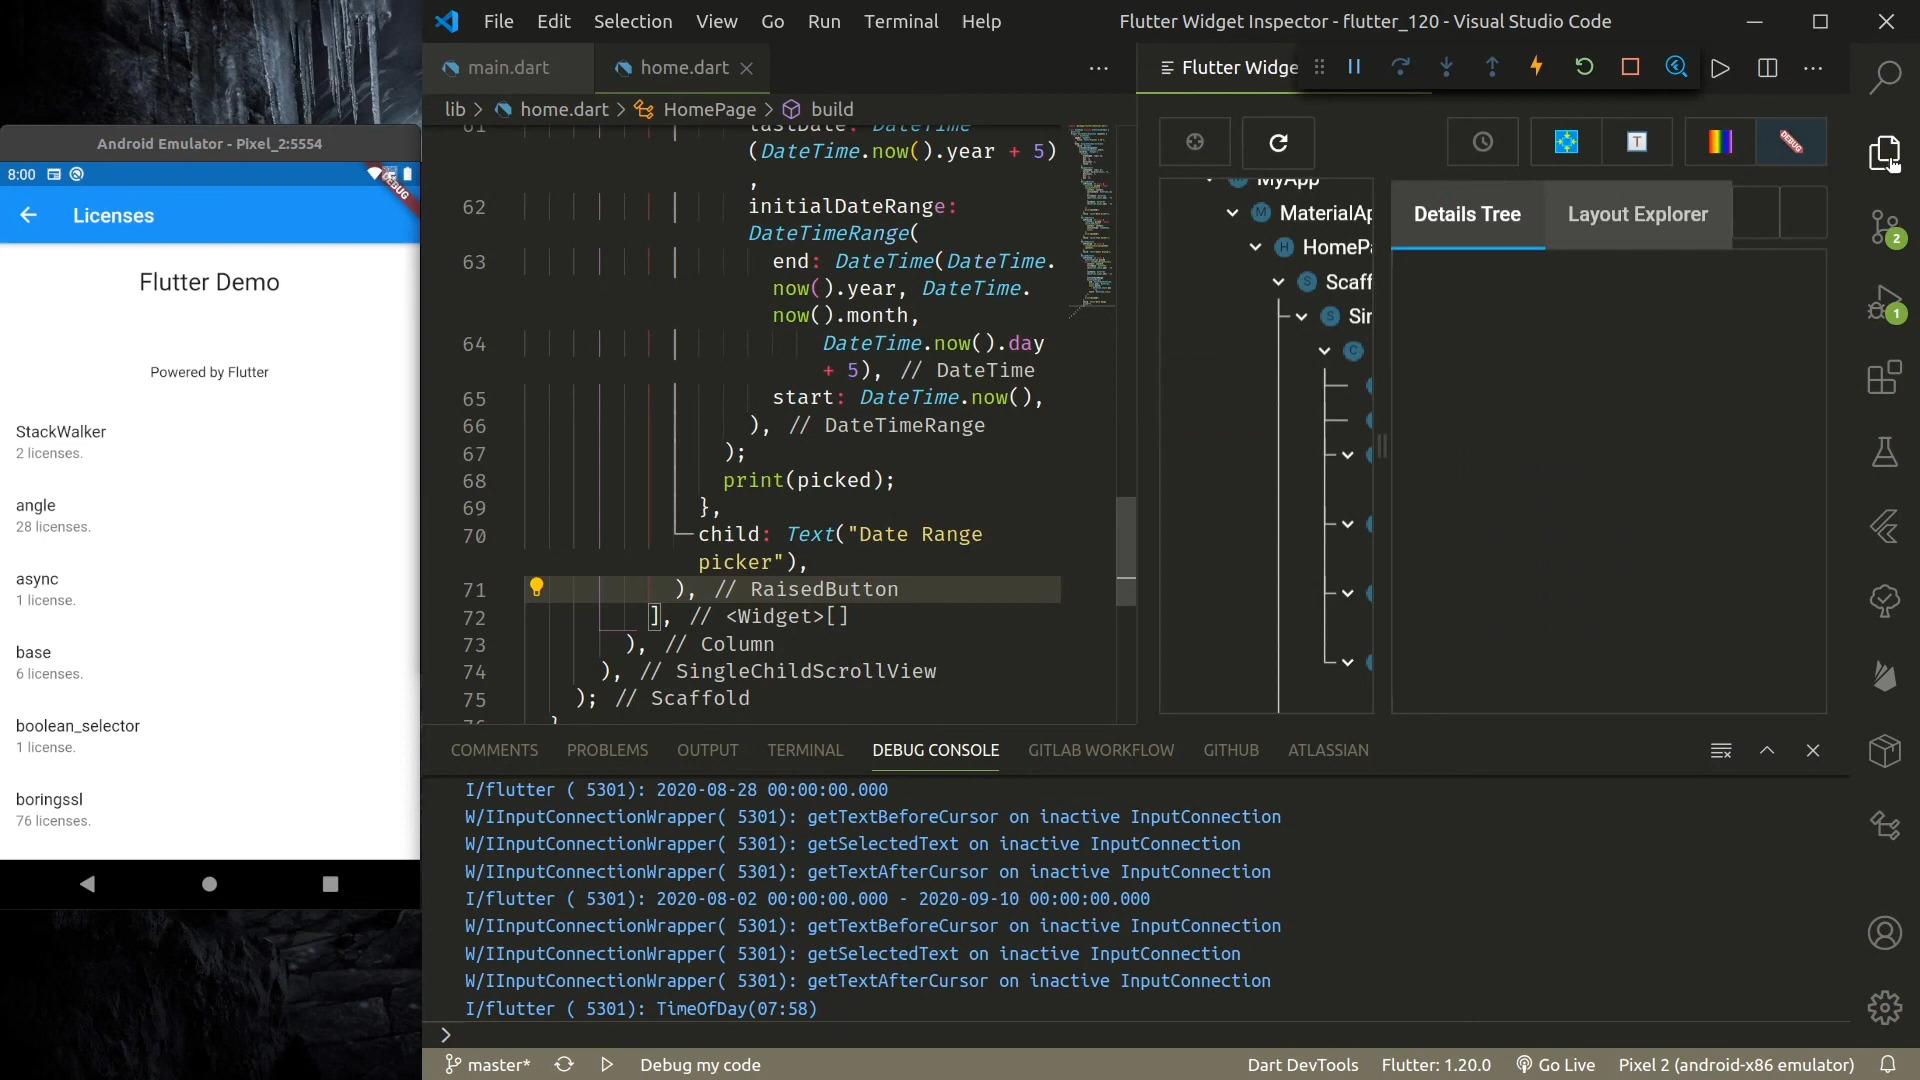 File Edit Selection View Go Run Terminal Help
Flutter Widget Inspector - flutter_120 - Visual Studio Code
main.dart
home.dart
Flutter Widge
lib > home.dart > HomePage > build
Android Emulator - Pixel_2:5554
8:00
DEBUG
Licenses
Flutter Demo
Powered by Flutter
StackWalker
2 licenses.
angle
28 licenses.
async
1 license.
base
6 licenses.
boolean_selector
1 license.
boringssl
76 licenses.
61 lastDate: DateTime
(DateTime.now().year + 5)
,
62 initialDateRange:
DateTimeRange(
63 end: DateTime(DateTime.
now().year, DateTime.
now().month,
64 DateTime.now().day
+ 5), // DateTime
65 start: DateTime.now(),
66 ), // DateTimeRange
67 );
68 print(picked);
69 },
70 child: Text("Date Range
picker"),
71 ), // RaisedButton
72 ], // <Widget>[]
73 ), // Column
74 ), // SingleChildScrollView
75 ); // Scaffold
76 }
T
DEBUG
MyApp
M MaterialAp
H HomePa
S Scaff
S Sin
C
Details Tree
Layout Explorer
2
1
COMMENTS PROBLEMS OUTPUT TERMINAL DEBUG CONSOLE GITLAB WORKFLOW GITHUB ATLASSIAN
I/flutter ( 5301): 2020-08-28 00:00:00.000
W/IInputConnectionWrapper( 5301): getTextBeforeCursor on inactive InputConnection
W/IInputConnectionWrapper( 5301): getSelectedText on inactive InputConnection
W/IInputConnectionWrapper( 5301): getTextAfterCursor on inactive InputConnection
I/flutter ( 5301): 2020-08-02 00:00:00.000 - 2020-09-10 00:00:00.000
W/IInputConnectionWrapper( 5301): getTextBeforeCursor on inactive InputConnection
W/IInputConnectionWrapper( 5301): getSelectedText on inactive InputConnection
W/IInputConnectionWrapper( 5301): getTextAfterCursor on inactive InputConnection
I/flutter ( 5301): TimeOfDay(07:58)
>
master* Debug my code
Dart DevTools Flutter: 1.20.0 Go Live Pixel 2 (android-x86 emulator)